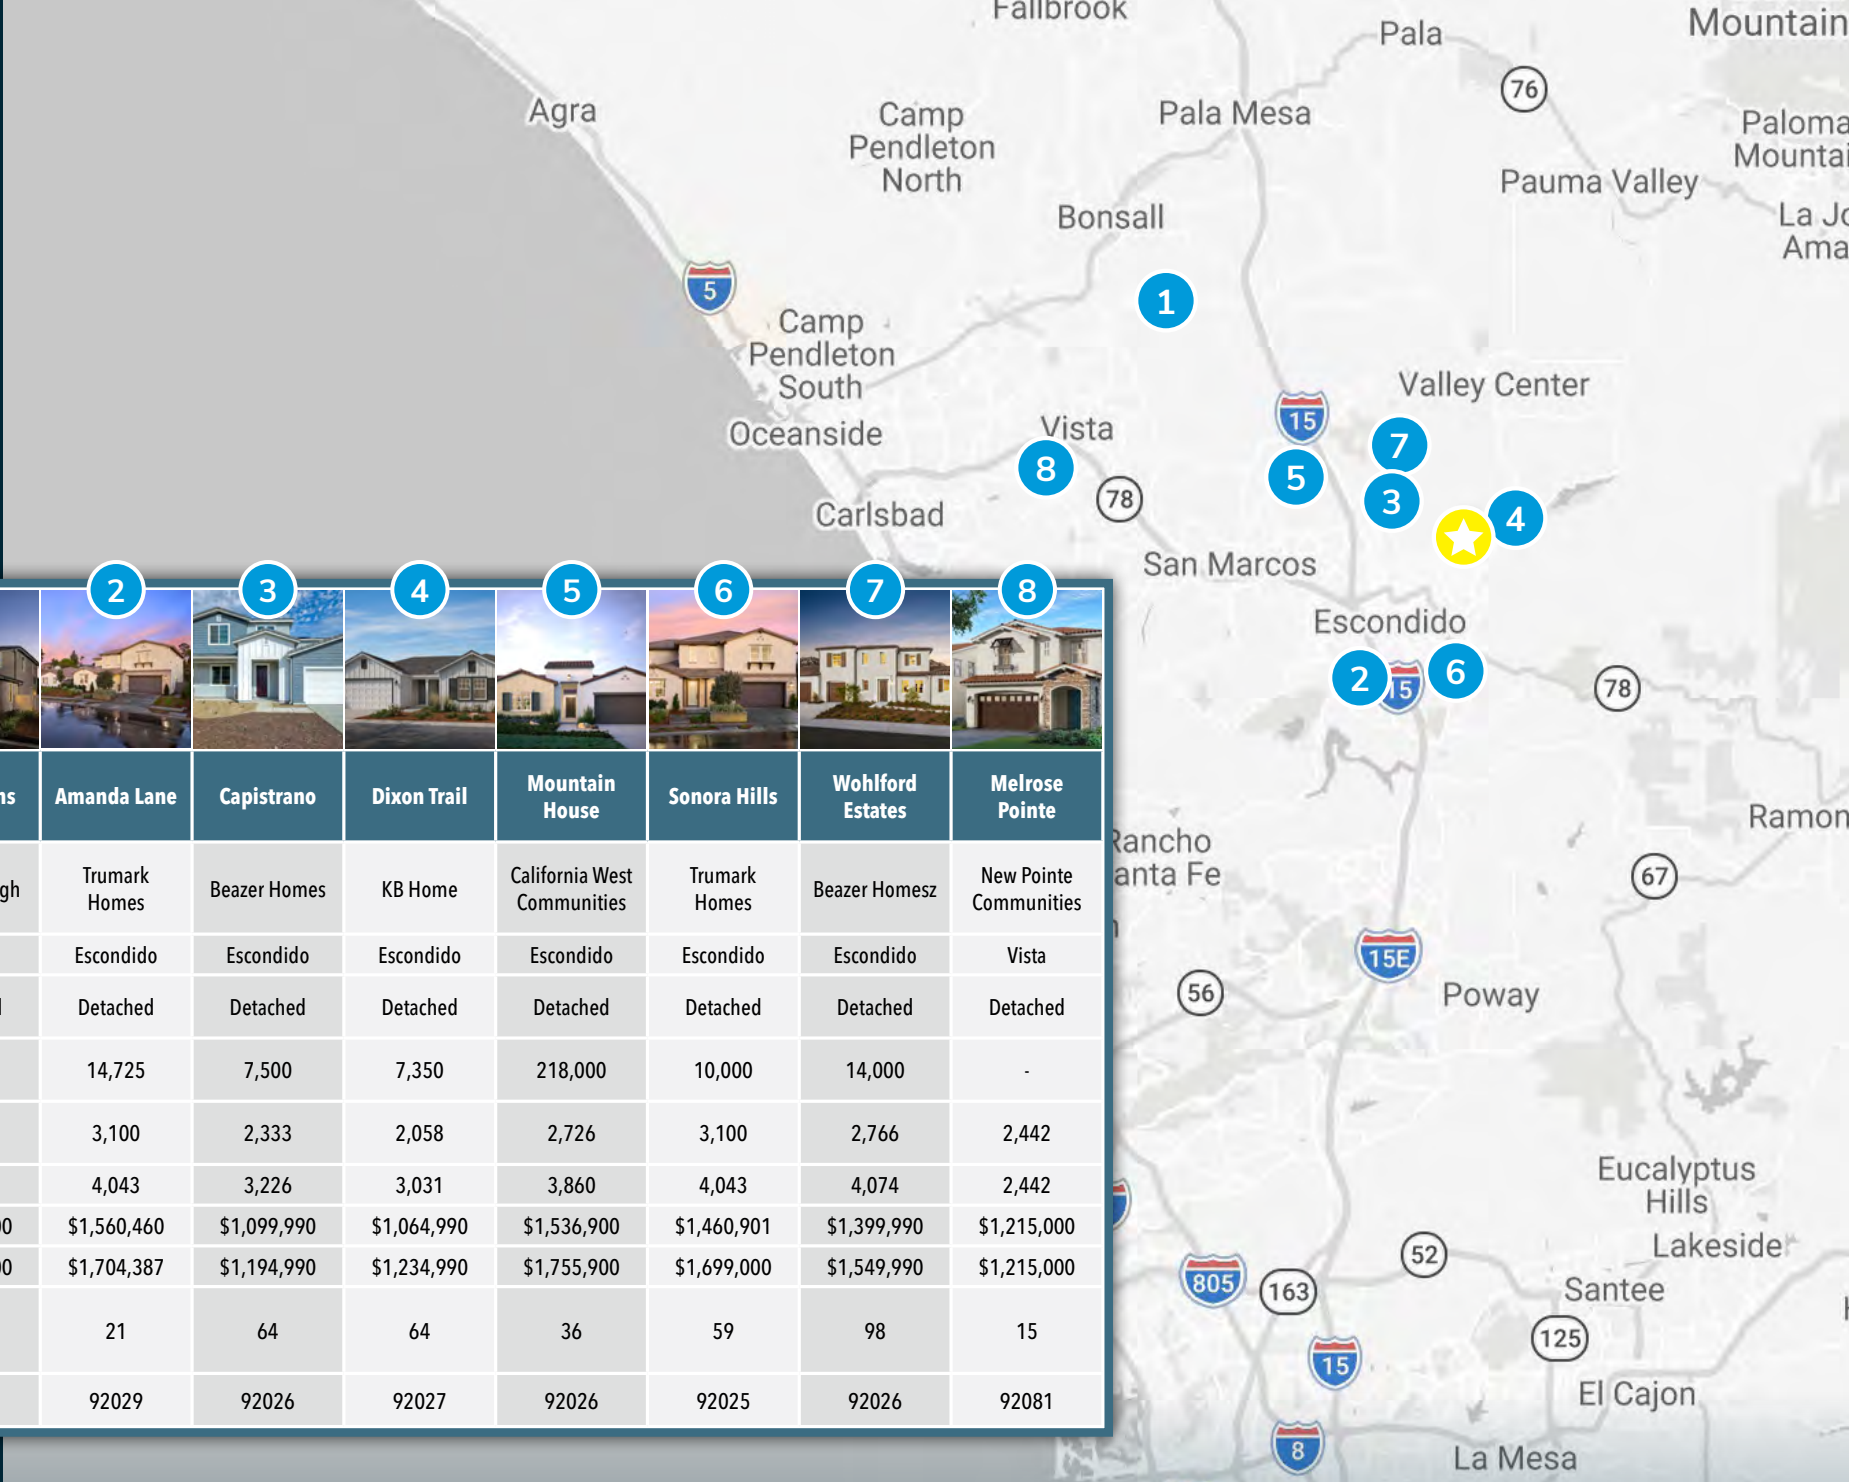 Fallbrook
Pala
Mountain
76
Agra
Camp
Pendleton
North
Pala Mesa
Paloma
Mountai
Pauma Valley
Bonsall
La Jo
Ama
5
1
Camp
Pendleton
South
Valley Center
15
Oceanside
Vista
7
8
5
78
3
Carlsbad
4
San Marcos
Escondido
2
15
6
78
Ramon
Rancho
anta Fe
67
15E
56
Poway
Eucalyptus
Hills
Lakeside
52
805
163
Santee
125
15
El Cajon
8
La Mesa
2 3 4 5 6 7 8
ns Amanda Lane Capistrano Dixon Trail Mountain House Sonora Hills Wohlford Estates Melrose Pointe
gh Trumark Homes Beazer Homes KB Home California West Communities Trumark Homes Beazer Homesz New Pointe Communities
Escondido Escondido Escondido Escondido Escondido Escondido Vista
Detached Detached Detached Detached Detached Detached Detached
14,725 7,500 7,350 218,000 10,000 14,000 -
3,100 2,333 2,058 2,726 3,100 2,766 2,442
4,043 3,226 3,031 3,860 4,043 4,074 2,442
00 $1,560,460 $1,099,990 $1,064,990 $1,536,900 $1,460,901 $1,399,990 $1,215,000
00 $1,704,387 $1,194,990 $1,234,990 $1,755,900 $1,699,000 $1,549,990 $1,215,000
21 64 64 36 59 98 15
92029 92026 92027 92026 92025 92026 92081